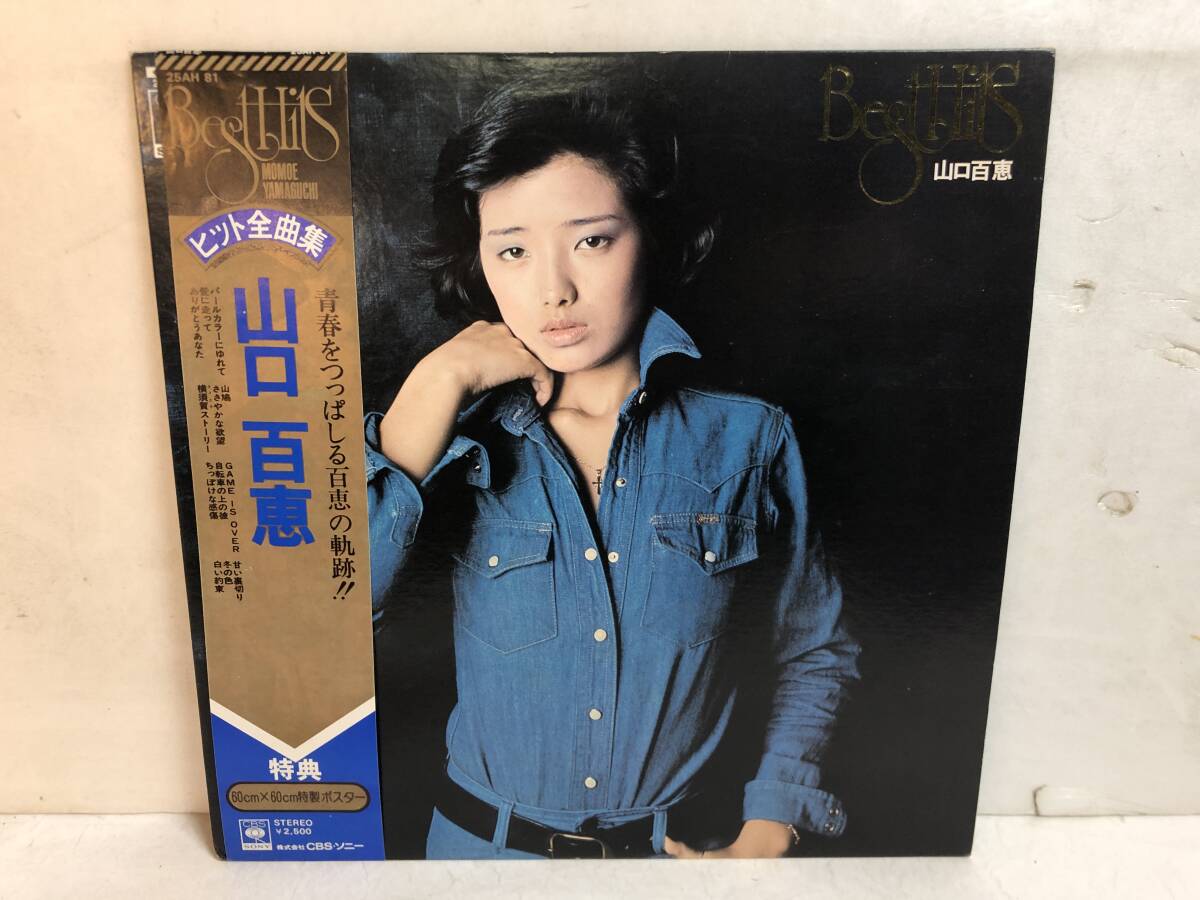 25AH 81
Best Hits
MOMOE
YAMAGUCHI
ヒット全曲集
山口百恵
青春をつっぱしる百恵の軌跡!!
パールカラーにゆれて
愛に走って
ありがとうあなた
山鳩
ささやかな欲望
横須賀ストーリー
GAME IS OVER
自転車の上の彼
ちっぽけな感傷
甘い裏切り
冬の色
白い約束
特典
60cm×60cm特製ポスター
CBS
SONY
STEREO
¥2,500
株式会社 CBS・ソニー
Best Hits
山口百恵